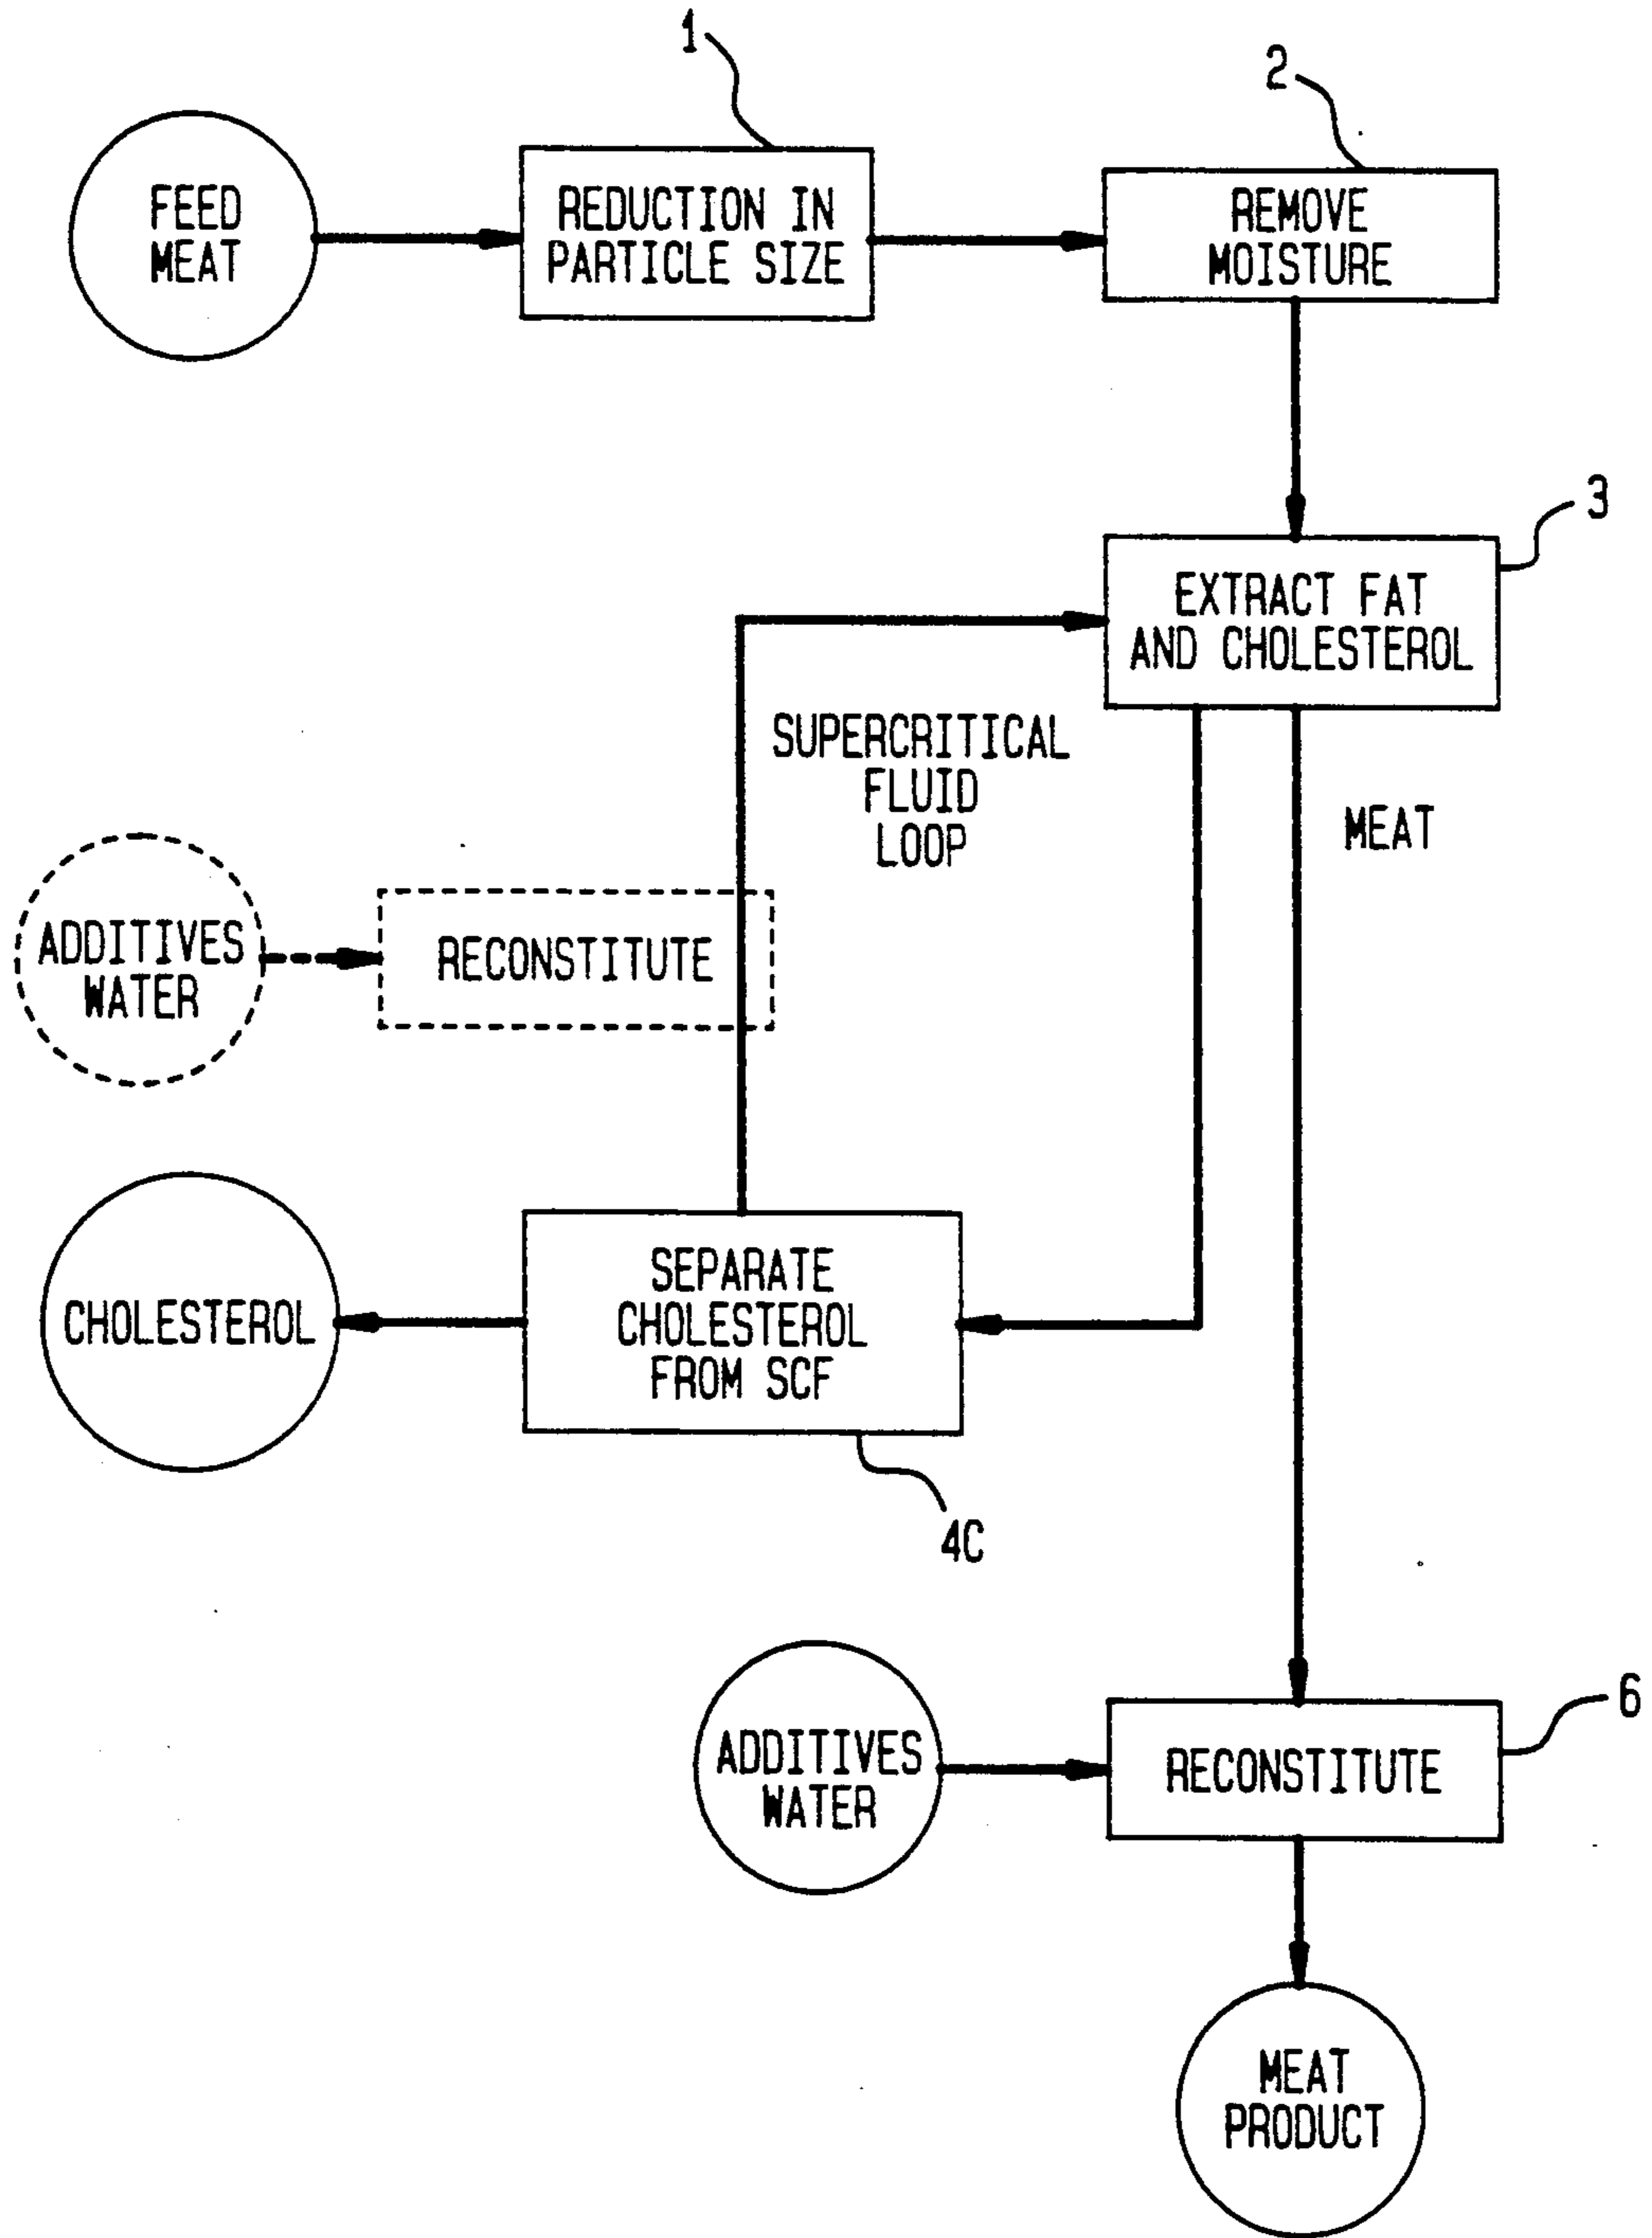 1
2
FEED
MEAT
REDUCTION IN
PARTICLE SIZE
REMOVE
MOISTURE
3
EXTRACT FAT
AND CHOLESTEROL
SUPERCRITICAL
FLUID
LOOP
MEAT
ADDITIVES
WATER
RECONSTITUTE
CHOLESTEROL
SEPARATE
CHOLESTEROL
FROM SCF
4C
6
ADDITIVES
WATER
RECONSTITUTE
MEAT
PRODUCT